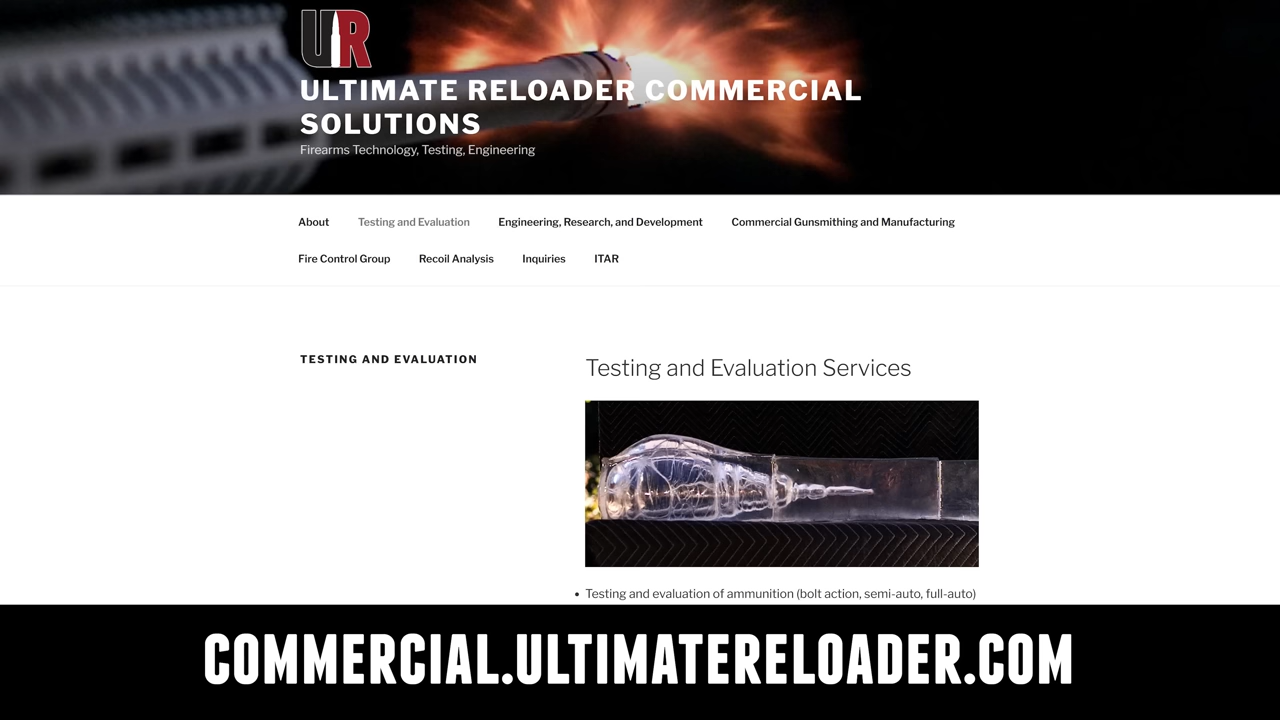 UR
ULTIMATE RELOADER COMMERCIAL
SOLUTIONS
Firearms Technology, Testing, Engineering
About Testing and Evaluation Engineering, Research, and Development Commercial Gunsmithing and Manufacturing
Fire Control Group Recoil Analysis Inquiries ITAR
TESTING AND EVALUATION
Testing and Evaluation Services
• Testing and evaluation of ammunition (bolt action, semi-auto, full-auto)
COMMERCIAL.ULTIMATERELOADER.COM